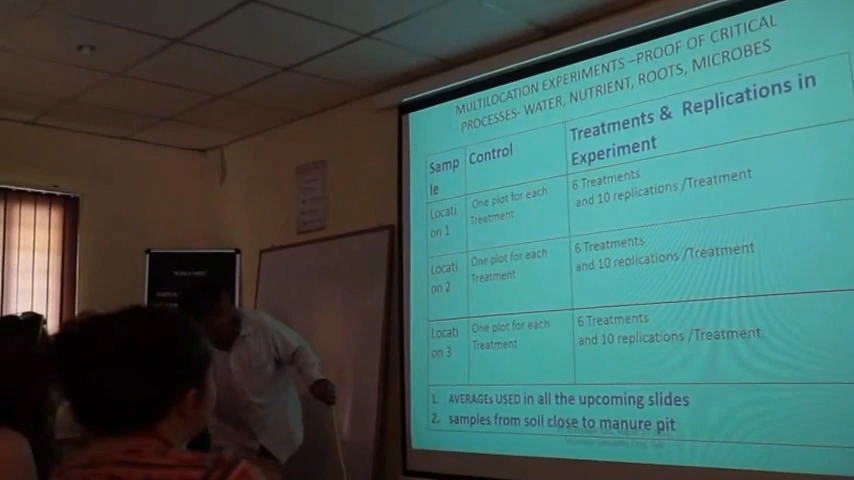 MULTILOCATION EXPERIMENTS –PROOF OF CRITICAL
PROCESSES- WATER, NUTRIENT, ROOTS, MICROBES
Samp
le
Control
Treatments & Replications in
Experiment
Locati
on 1
One plot for each
Treatment
6 Treatments
and 10 replications /Treatment
Locati
on 2
One plot for each
Treatment
6 Treatments
and 10 replications /Treatment
Locati
on 3
One plot for each
Treatment
6 Treatments
and 10 replications /Treatment
1. AVERAGEs USED in all the upcoming slides
2. samples from soil close to manure pit